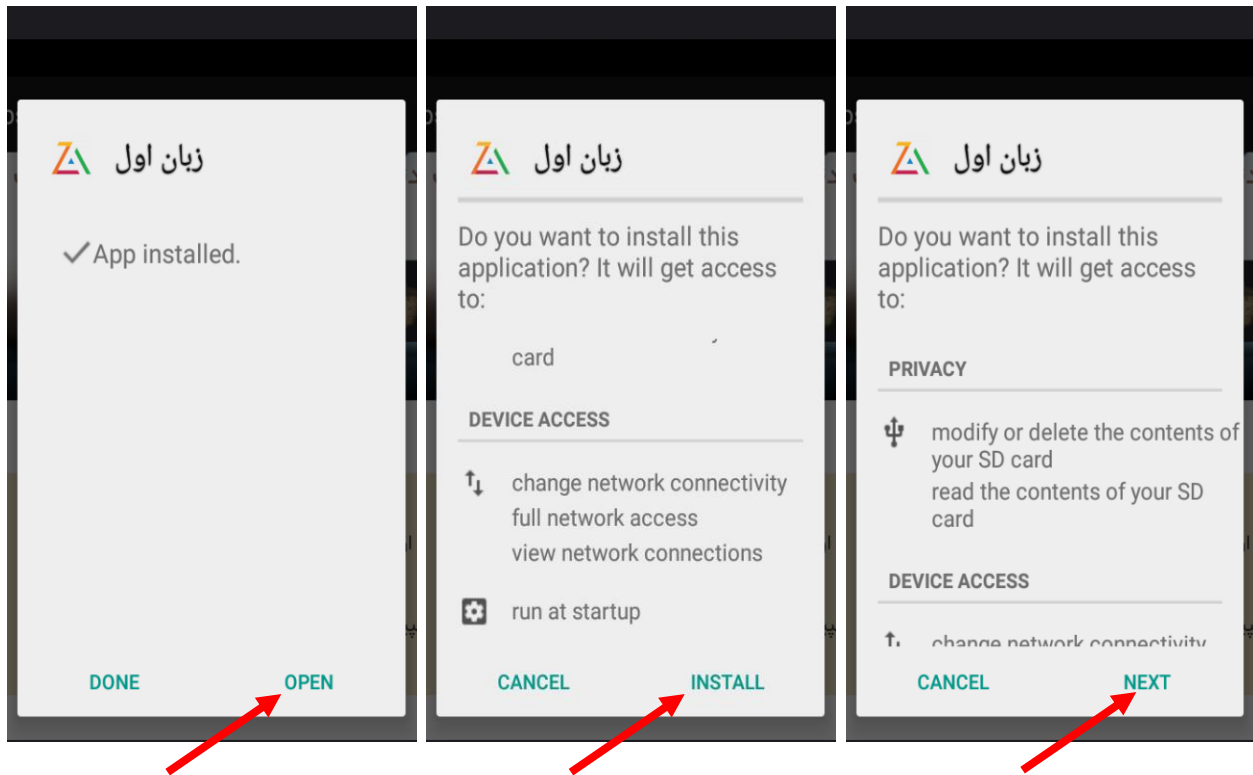 زبان اول
App installed.
DONE
OPEN
زبان اول
Do you want to install this
application? It will get access
to:
card
DEVICE ACCESS
change network connectivity
full network access
view network connections
run at startup
CANCEL
INSTALL
زبان اول
Do you want to install this
application? It will get access
to:
PRIVACY
modify or delete the contents of
your SD card
read the contents of your SD
card
DEVICE ACCESS
change network connectivity
CANCEL
NEXT